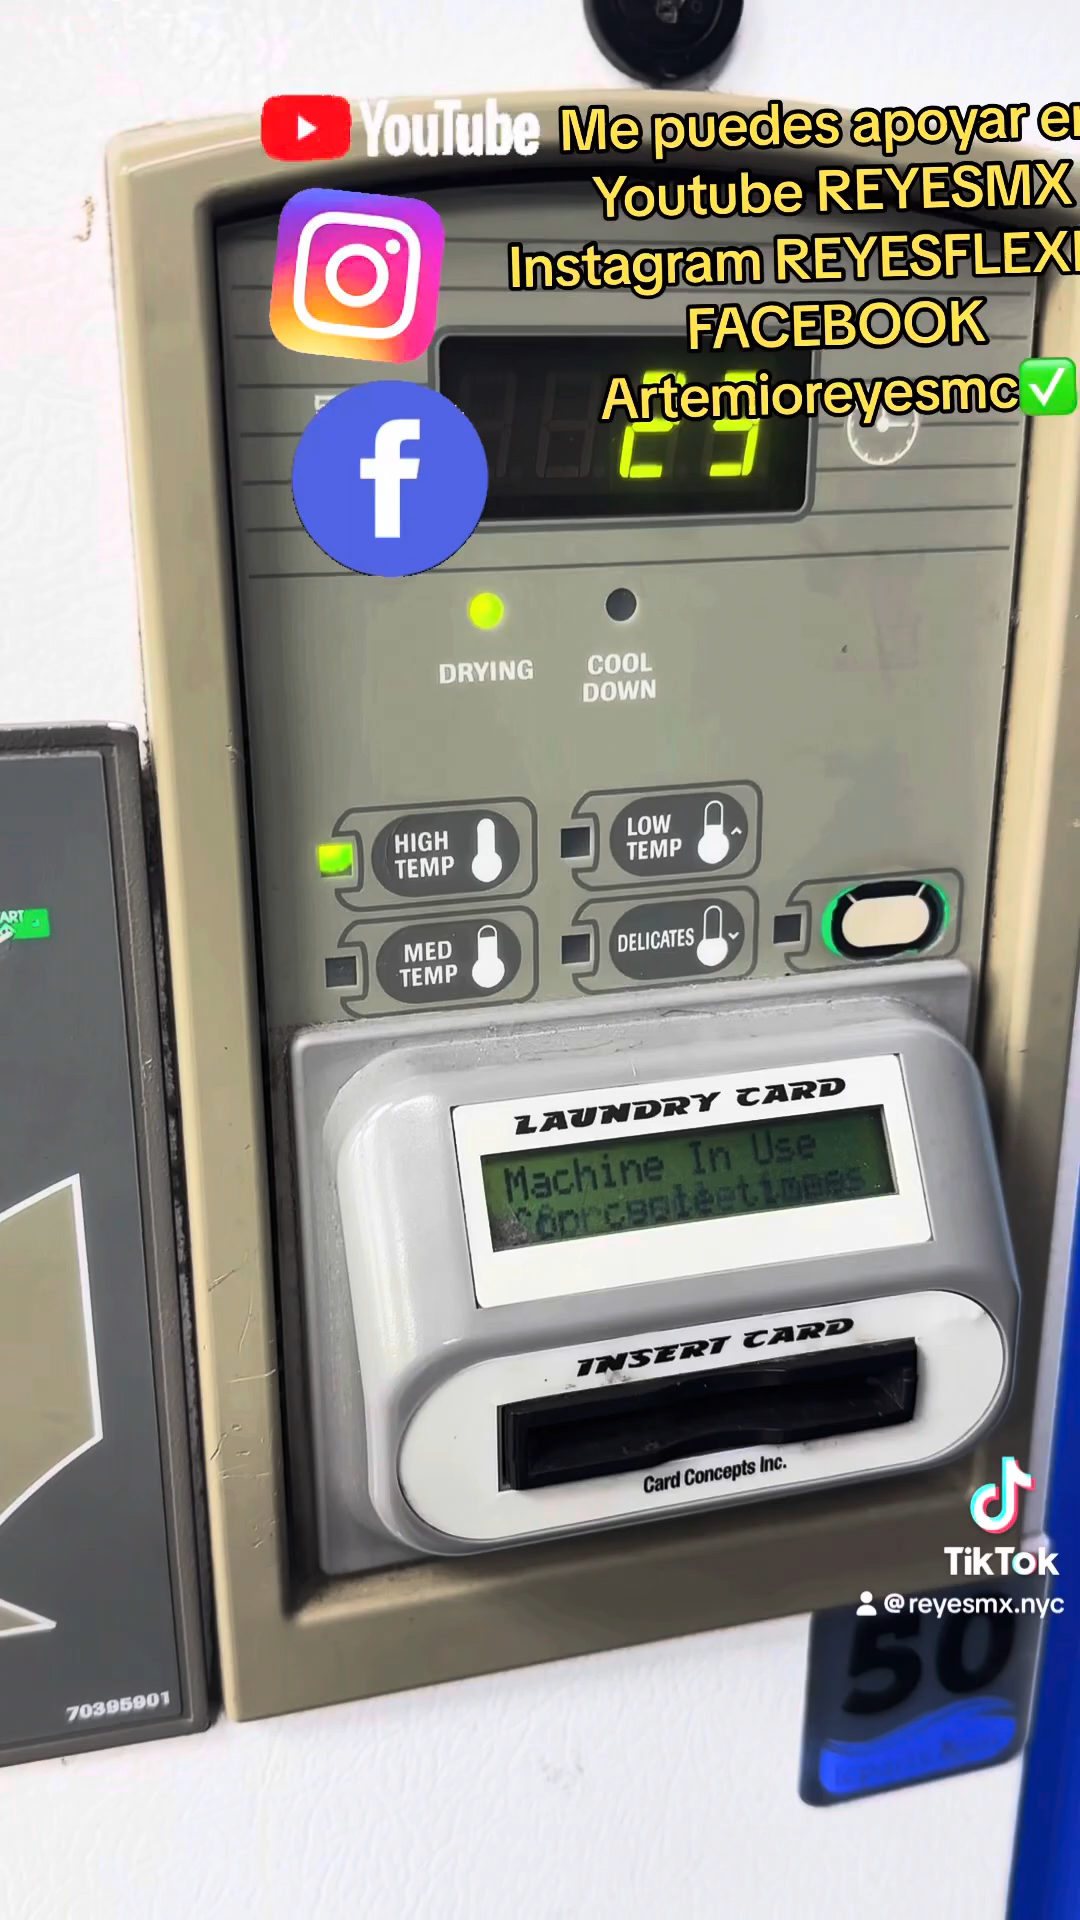 YouTube
Me puedes apoyar en
Youtube REYESMX
Instagram REYESFLEX
FACEBOOK
Artemioreyesmc✅
DRYING
COOL
DOWN
HIGH
TEMP
LOW
TEMP
MED
TEMP
DELICATES
LAUNDRY CARD
Machine In Use
INSERT CARD
Card Concepts Inc.
TikTok
@reyesmx.nyc
50
70395901